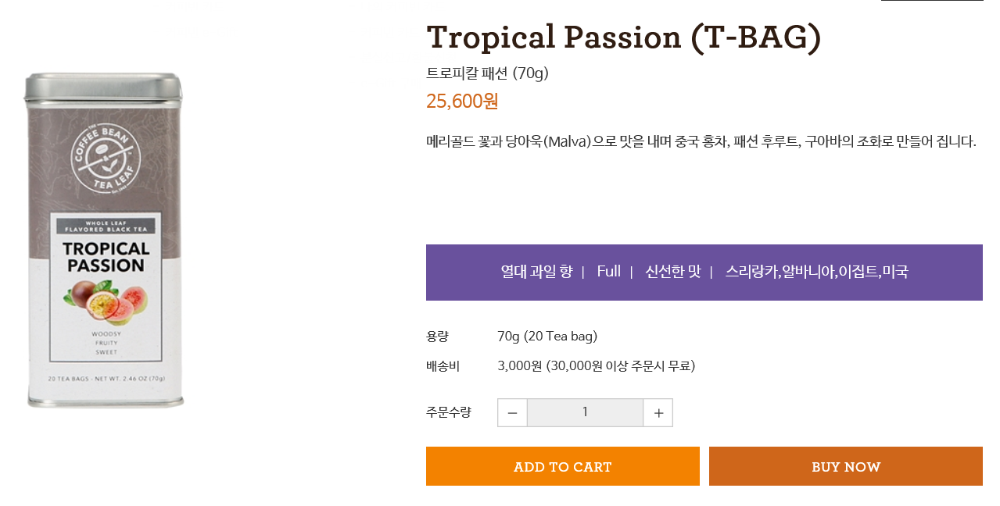 Tropical Passion (T-BAG)
트로피칼 패션 (70g)
25,600원
메리골드 꽃과 당아욱(Malva)으로 맛을 내며 중국 홍차, 패션 후루트, 구아바의 조화로 만들어 집니다.
THE
COFFEE BEAN
&
TEA LEAF
WHOLE LEAF
FLAVORED BLACK TEA
TROPICAL
PASSION
WOODSY
FRUITY
SWEET
20 TEA BAGS - NET WT. 2.46 OZ (70g)
열대 과일 향 | Full | 신선한 맛 | 스리랑카,알바니아,이집트,미국
용량 70g (20 Tea bag)
배송비 3,000원 (30,000원 이상 주문시 무료)
주문수량 − 1 +
ADD TO CART BUY NOW